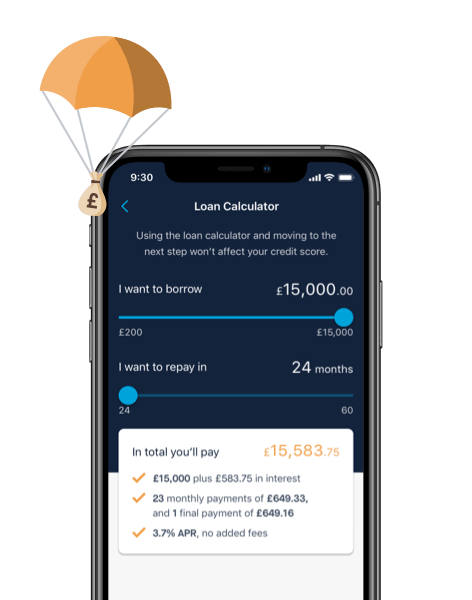 £
9:30
Loan Calculator
Using the loan calculator and moving to the
next step won't affect your credit score.
I want to borrow £15,000.00
£200 £15,000
I want to repay in 24 months
24 60
In total you'll pay £15,583.75
£15,000 plus £583.75 in interest
23 monthly payments of £649.33,
and 1 final payment of £649.16
3.7% APR, no added fees